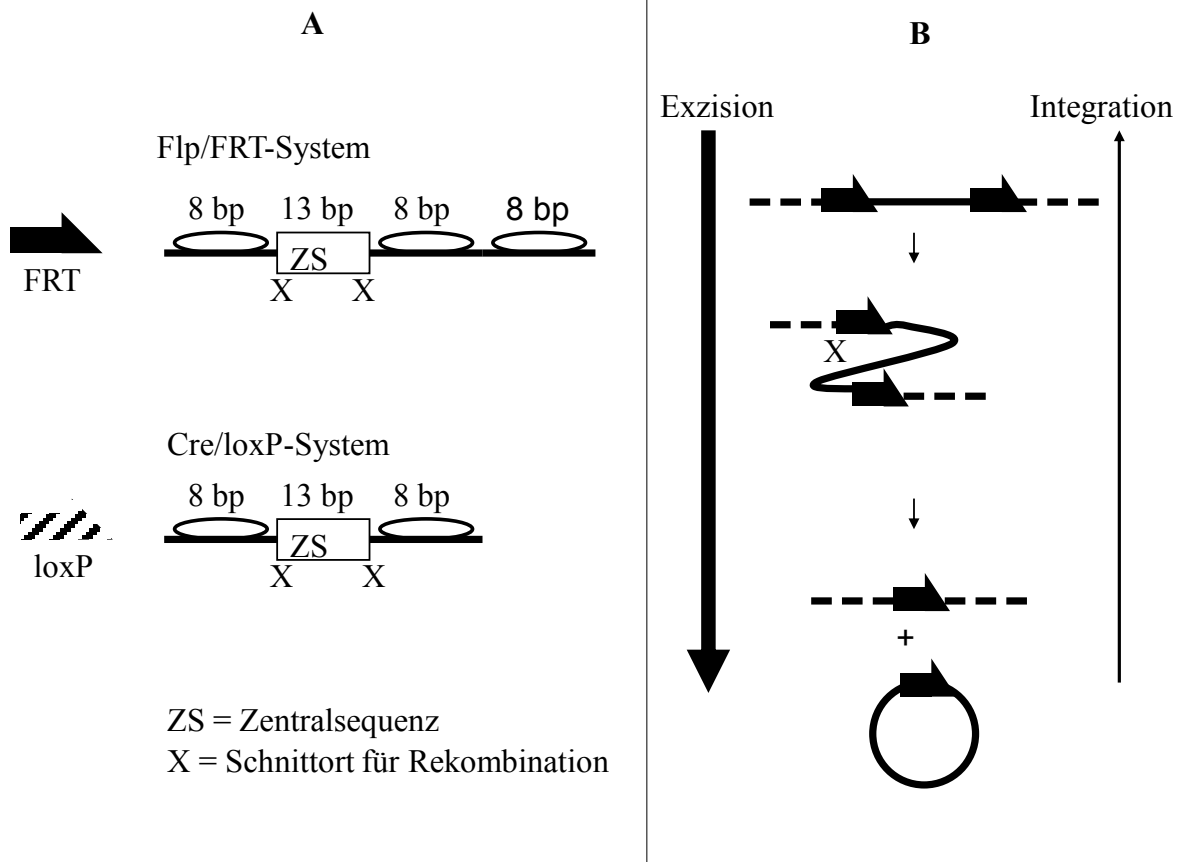 A
Flp/FRT-System
8 bp 13 bp 8 bp 8 bp
ZS
FRT
X X
Cre/loxP-System
8 bp 13 bp 8 bp
ZS
loxP
X X
ZS = Zentralsequenz
X = Schnittort für Rekombination
B
Exzision
Integration
X
+